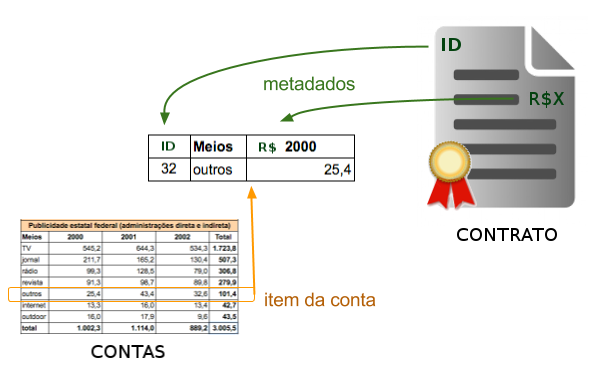 ID
metadados
R$X
ID Meios R$ 2000
32 outros 25,4
CONTRATO
Publicidade estatal federal (administrações direta e indireta)
Meios 2000 2001 2002 Total
TV 545,2 644,3 534,3 1.723,8
jornal 211,7 165,2 130,4 507,3
rádio 99,3 128,5 79,0 306,8
revista 91,3 98,7 89,8 279,9
outros 25,4 43,4 32,6 101,4
internet 13,3 16,0 13,4 42,7
outdoor 16,0 17,9 9,6 43,5
total 1.002,3 1.114,0 889,2 3.005,5
item da conta
CONTAS